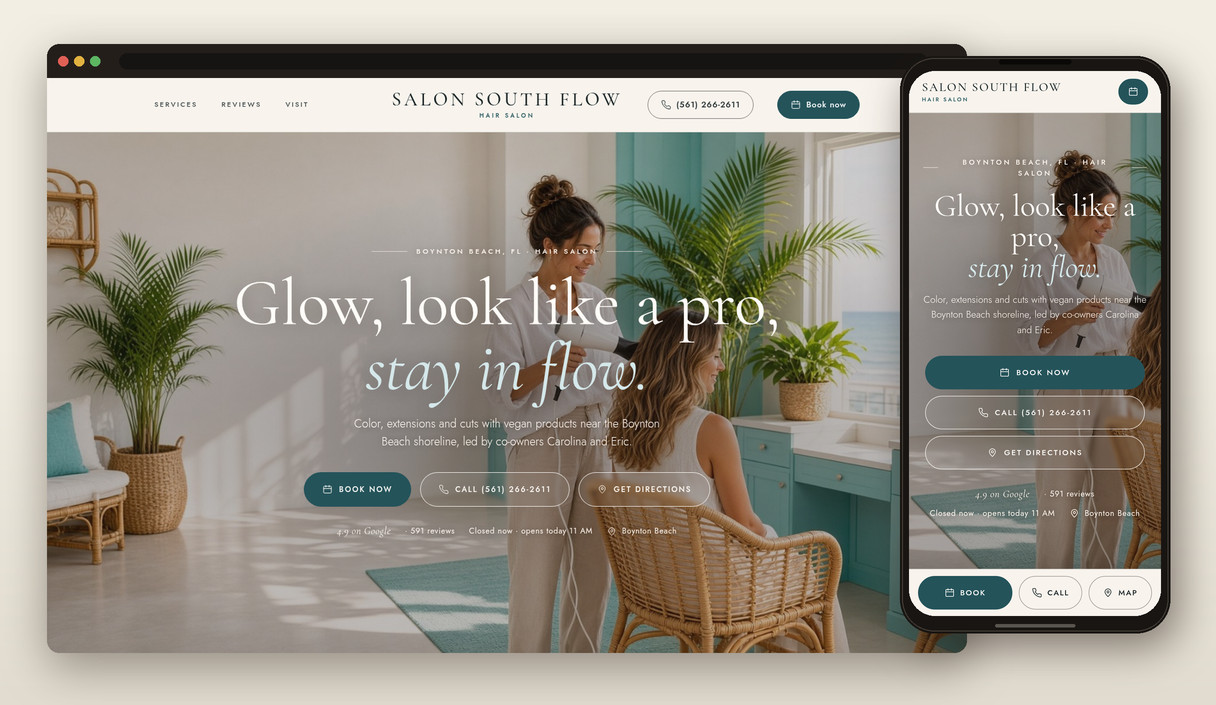 SERVICES
REVIEWS
VISIT
SALON SOUTH FLOW
HAIR SALON
(561) 266-2611
Book now
BOYNTON BEACH, FL · HAIR SALON
Glow, look like a pro,
stay in flow.
Color, extensions and cuts with vegan products near the Boynton
Beach shoreline, led by co-owners Carolina and Eric.
BOOK NOW
CALL (561) 266-2611
GET DIRECTIONS
4.9 on Google · 591 reviews Closed now · opens today 11 AM Boynton Beach
SALON SOUTH FLOW
HAIR SALON
BOYNTON BEACH, FL · HAIR
SALON
Glow, look like a
pro,
stay in flow.
Color, extensions and cuts with vegan products near the
Boynton Beach shoreline, led by co-owners Carolina
and Eric.
BOOK NOW
CALL (561) 266-2611
GET DIRECTIONS
4.9 on Google · 591 reviews
Closed now · opens today 11 AM Boynton Beach
BOOK
CALL
MAP